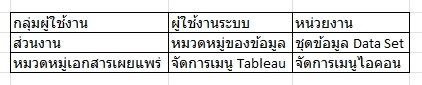 กลุ่มผู้ใช้งาน ผู้ใช้งานระบบ หน่วยงาน
ส่วนงาน หมวดหมู่ของข้อมูล ชุดข้อมูล Data Set
หมวดหมู่เอกสารเผยแพร่ จัดการเมนู Tableau จัดการเมนูไอคอน